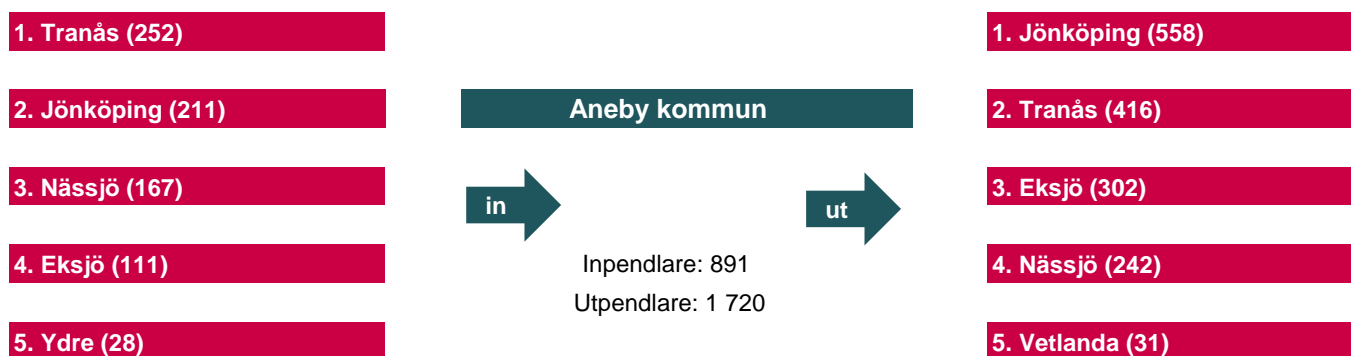 1. Tranås (252)
2. Jönköping (211)
3. Nässjö (167)
4. Eksjö (111)
5. Ydre (28)
Aneby kommun
in
ut
Inpendlare: 891
Utpendlare: 1 720
1. Jönköping (558)
2. Tranås (416)
3. Eksjö (302)
4. Nässjö (242)
5. Vetlanda (31)